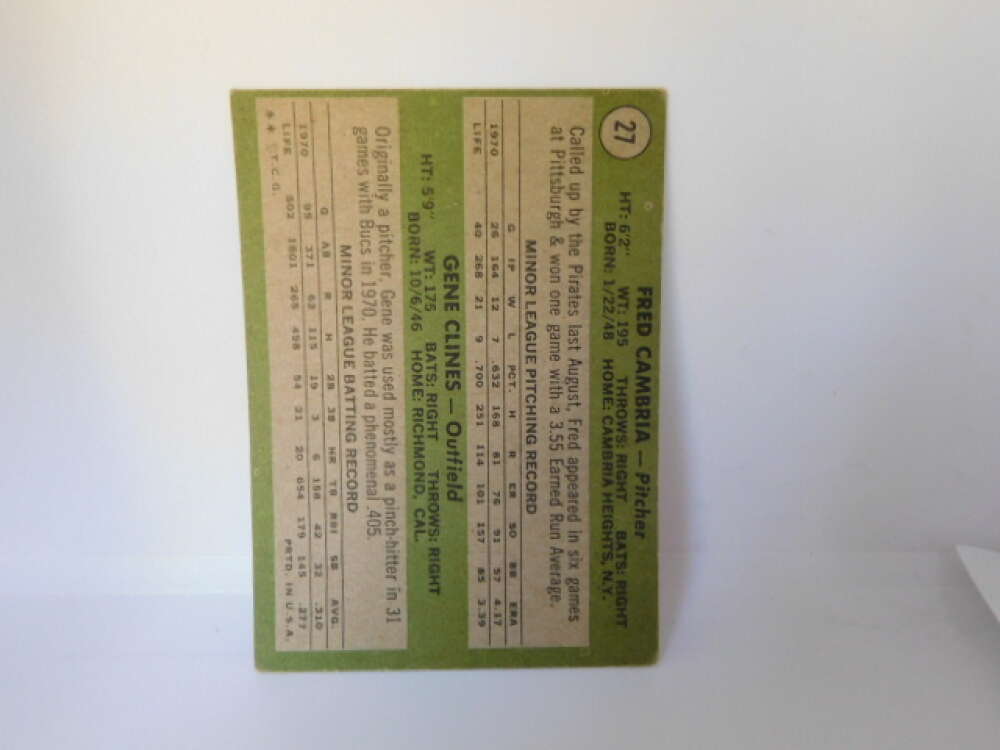 27
FRED CAMBRIA — Pitcher
HT: 6'2" WT: 195 THROWS: RIGHT BATS: RIGHT
BORN: 1/22/48 HOME: CAMBRIA HEIGHTS, N.Y.
Called up by the Pirates last August, Fred appeared in six games
at Pittsburgh & won one game with a 3.55 Earned Run Average.
MINOR LEAGUE PITCHING RECORD
G IP W L PCT. H R ER SO BB ERA
1970 26 164 12 7 .632 168 81 76 91 57 4.17
LIFE 40 268 21 9 .700 251 114 101 157 85 3.39
GENE CLINES — Outfield
HT: 5'9" WT: 175 BATS: RIGHT THROWS: RIGHT
BORN: 10/6/46 HOME: RICHMOND, CAL.
Originally a pitcher, Gene was used mostly as a pinch-hitter in 31
games with Bucs in 1970. He batted a phenomenal .405.
MINOR LEAGUE BATTING RECORD
G AB R H 2B 3B HR TB RBI SB AVG.
1970 95 371 62 115 19 3 6 158 42 32 .310
LIFE 502 1801 265 498 54 21 20 654 179 145 .277
** T.C.G. PRTD. IN U.S.A.